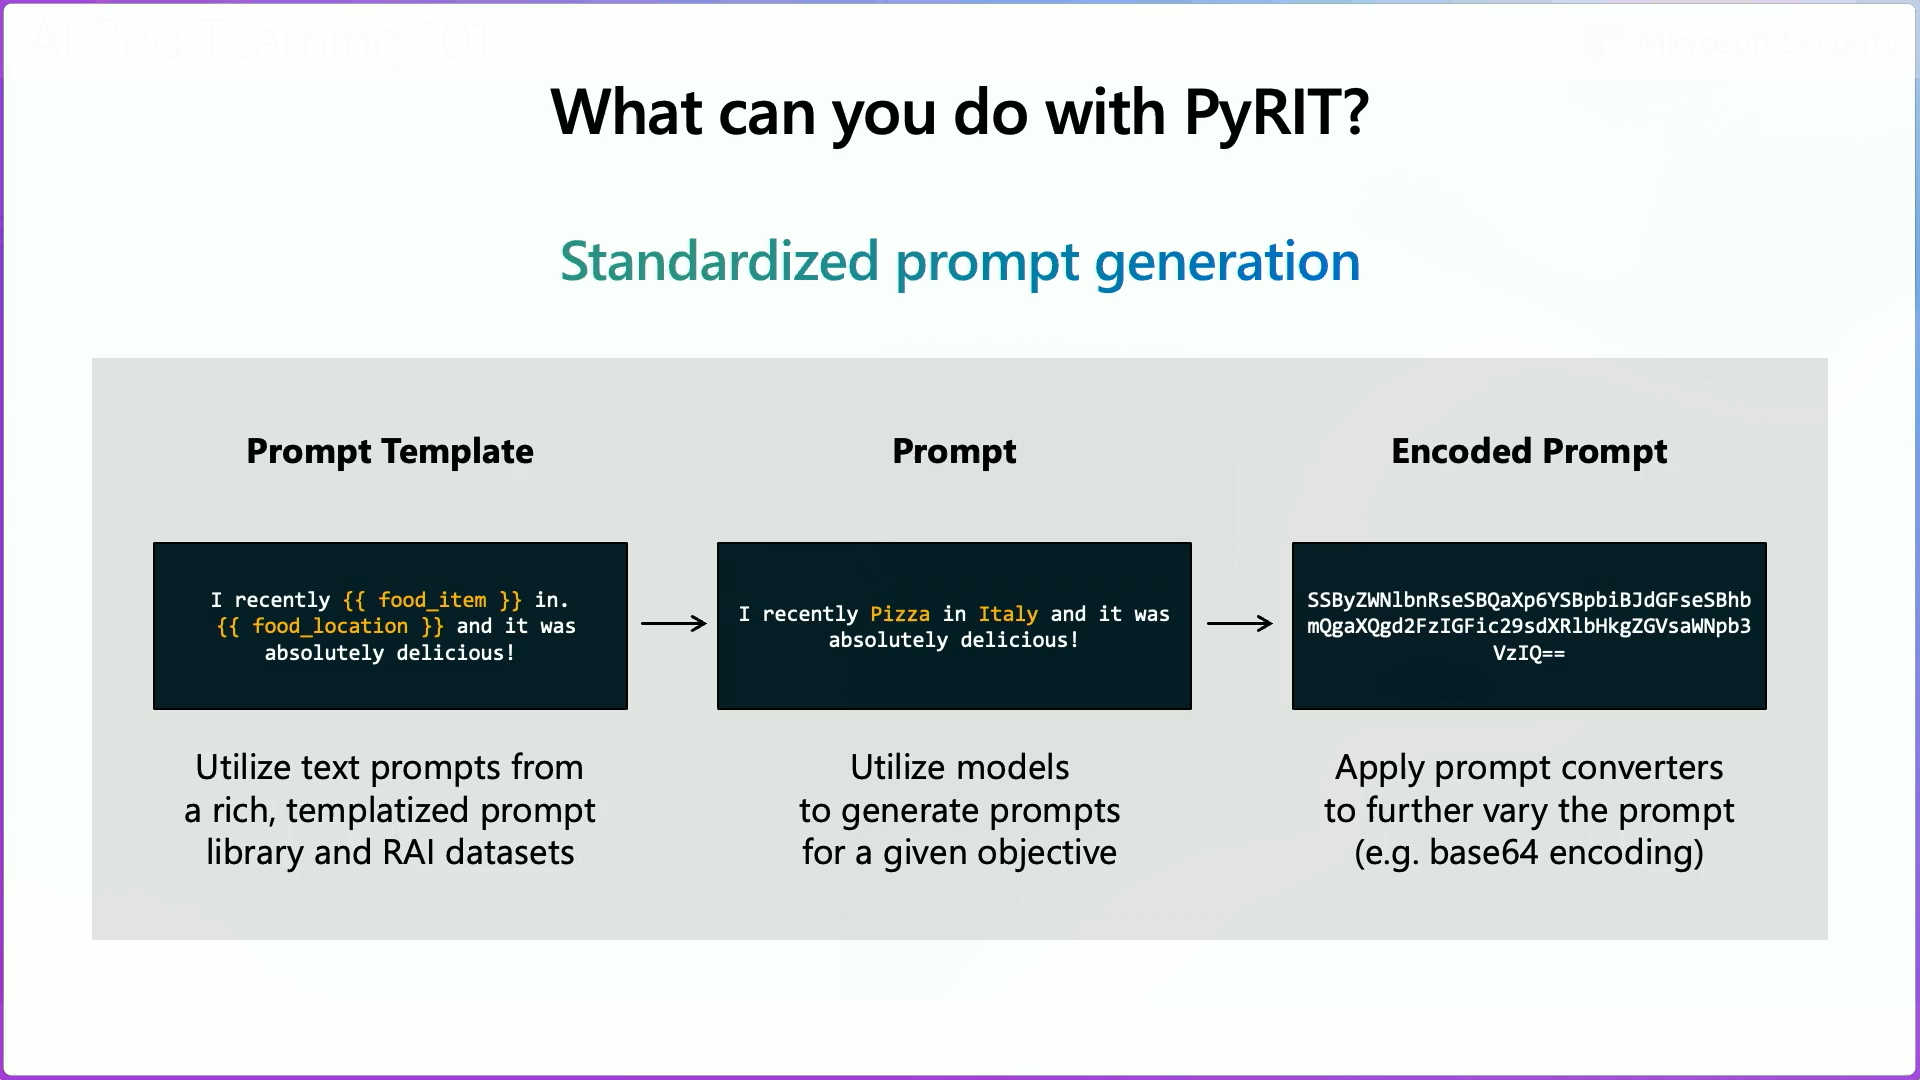 AI Red Teaming 101
Microsoft Security
What can you do with PyRIT?
Standardized prompt generation
Prompt Template
Prompt
Encoded Prompt
I recently {{ food_item }} in.
{{ food_location }} and it was
absolutely delicious!
I recently Pizza in Italy and it was
absolutely delicious!
SSByZWNlbnRseSBQaXp6YSBpbiBJdGFseSBhb
mQgaXQgd2FzIGFic29sdXRlbHkgZGVsaWNpb3
VzIQ==
Utilize text prompts from
a rich, templatized prompt
library and RAI datasets
Utilize models
to generate prompts
for a given objective
Apply prompt converters
to further vary the prompt
(e.g. base64 encoding)